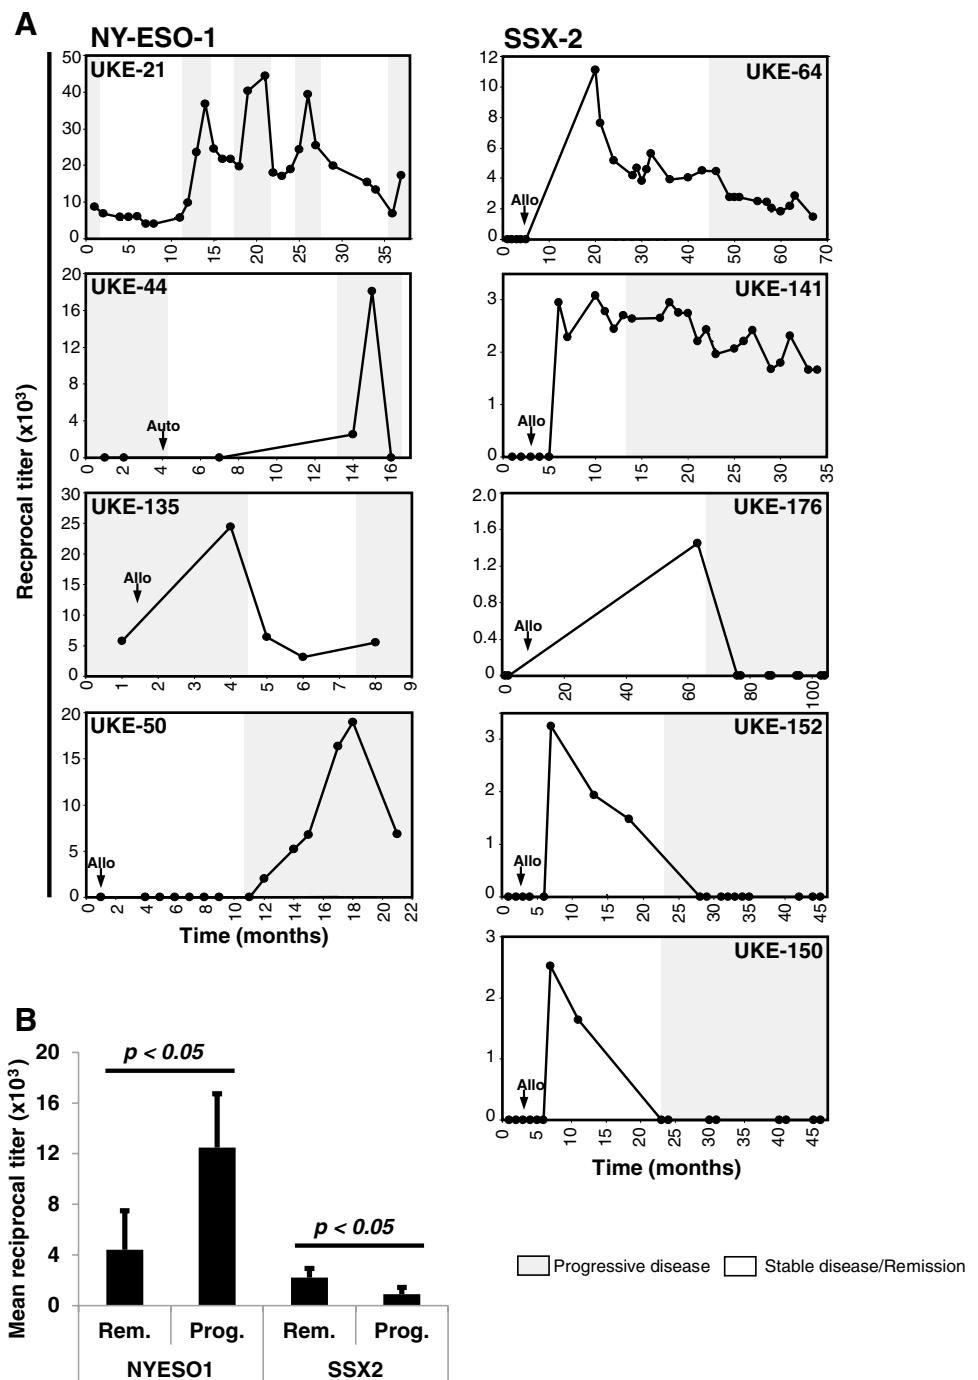 A
NY-ESO-1
SSX-2
Recprocal titer (x10³)
UKE-21
50
40
30
20
10
0
0 5 10 15 20 25 30 35
UKE-44
20
16
12
8
4
0
Auto
0 2 4 6 8 10 12 14 16
UKE-135
30
25
20
15
10
5
0
Allo
0 1 2 3 4 5 6 7 8 9
UKE-50
20
15
10
5
0
Allo
0 2 4 6 8 10 12 14 16 18 20 22
Time (months)
UKE-64
12
10
8
6
4
2
0
Allo
0 10 20 30 40 50 60 70
UKE-141
3
2
1
0
Allo
0 5 10 15 20 25 30 35
UKE-176
2.0
1.6
1.2
0.8
0.4
0
Allo
0 20 40 60 80 100
UKE-152
3
2
1
0
Allo
0 5 10 15 20 25 30 35 40 45
UKE-150
3
2
1
0
Allo
0 5 10 15 20 25 30 35 40 45
Time (months)
B
Mean reciprocal titer (x10³)
20
16
12
8
4
0
p < 0.05
p < 0.05
Rem. Prog. Rem. Prog.
NYESO1 SSX2
Progressive disease Stable disease/Remission